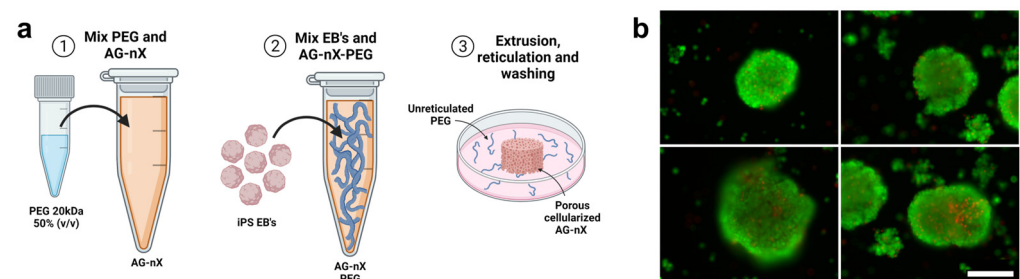 a
1
Mix PEG and
AG-nX
PEG 20kDa
50% (v/v)
AG-nX
2
Mix EB's and
AG-nX-PEG
iPS EB's
AG-nX
PEG
3
Extrusion,
reticulation and
washing
Unreticulated
PEG
Porous
cellularized
AG-nX
b